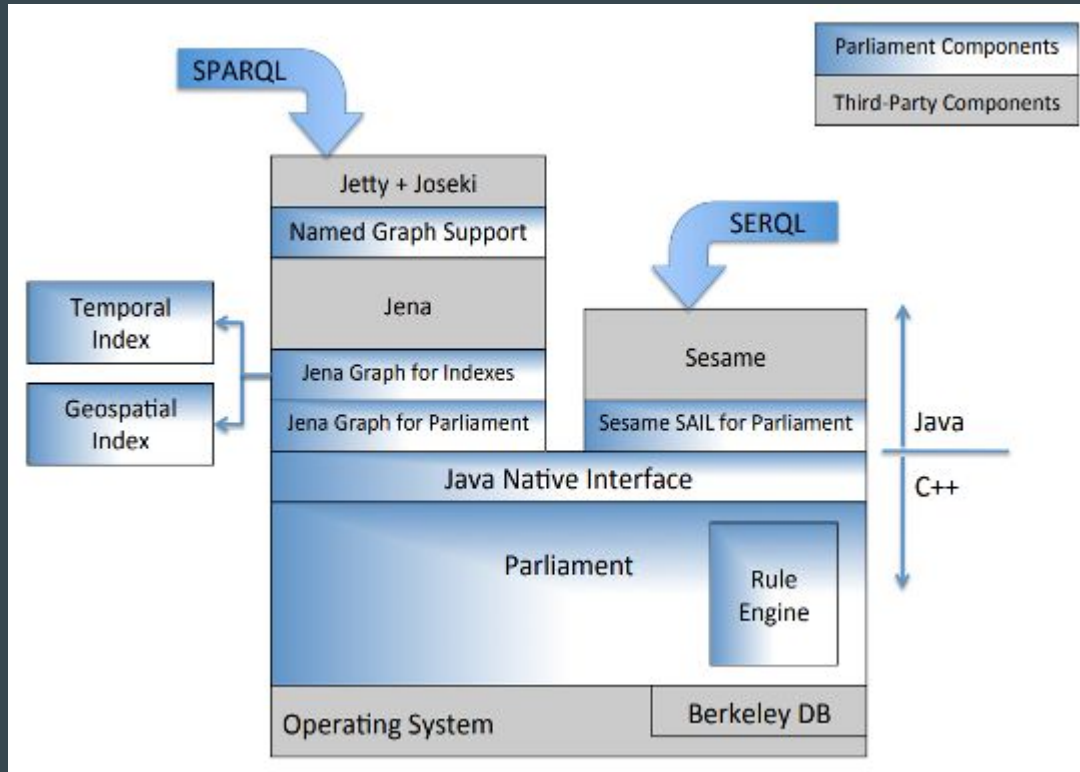 SPARQL
Parliament Components
Third-Party Components
Jetty + Joseki
Named Graph Support
SERQL
Jena
Temporal
Index
Sesame
Jena Graph for Indexes
Geospatial
Index
Jena Graph for Parliament
Sesame SAIL for Parliament
Java
Java Native Interface
C++
Parliament
Rule
Engine
Operating System
Berkeley DB